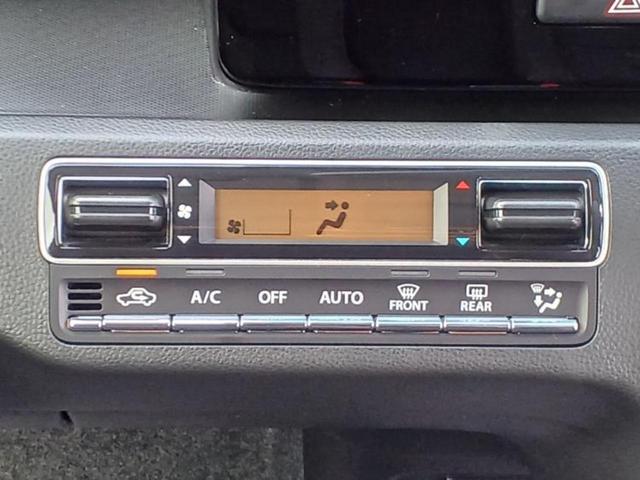 A/C OFF AUTO FRONT REAR